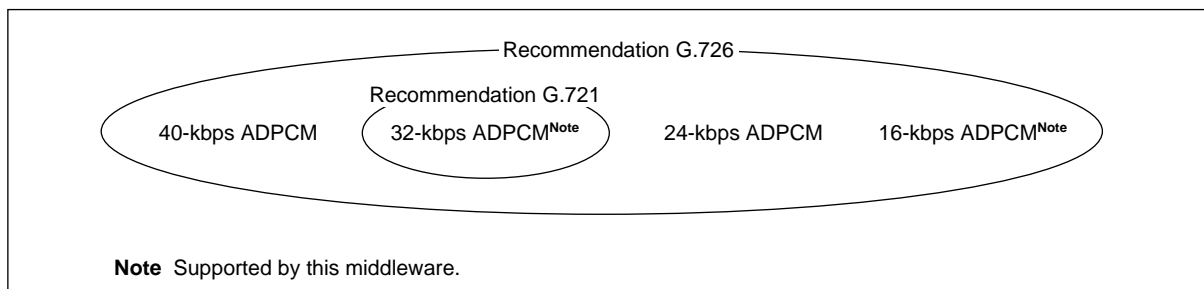 Recommendation G.726
Recommendation G.721
40-kbps ADPCM 32-kbps ADPCMNote 24-kbps ADPCM 16-kbps ADPCMNote
Note Supported by this middleware.